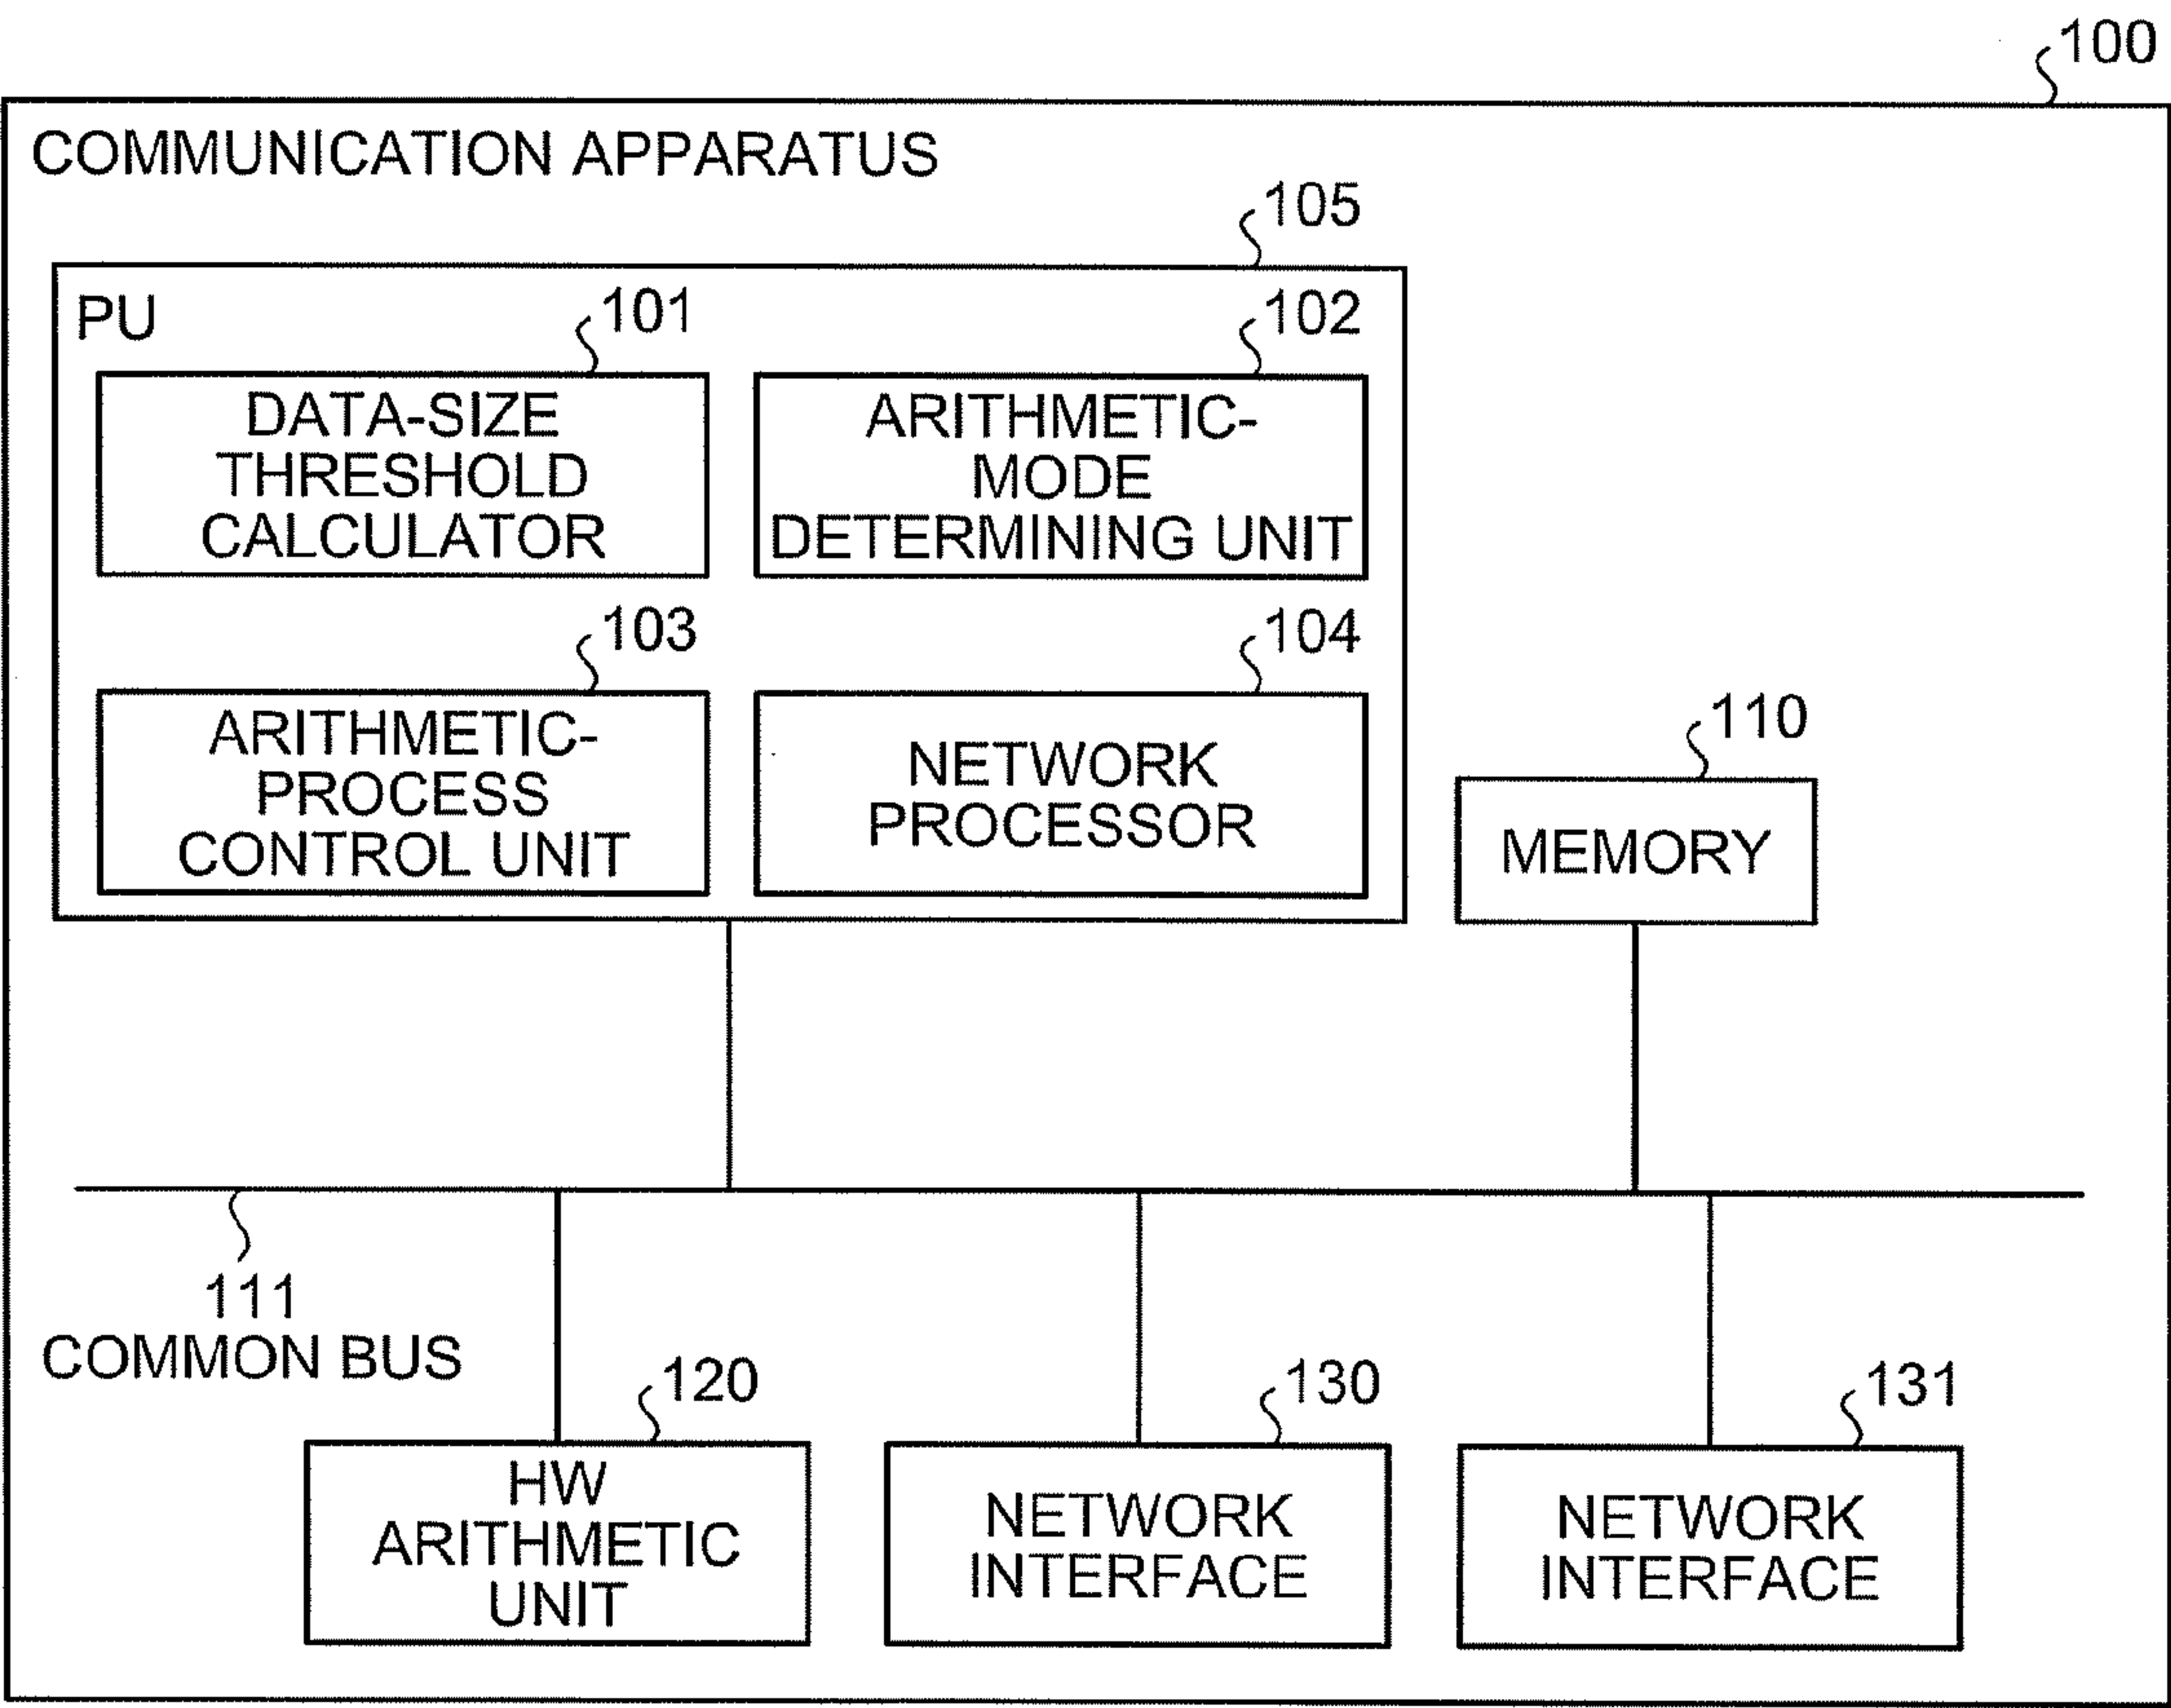 100
COMMUNICATION APPARATUS
105
PU
101
102
DATA-SIZE
THRESHOLD
CALCULATOR
ARITHMETIC-
MODE
DETERMINING UNIT
103
104
ARITHMETIC-
PROCESS
CONTROL UNIT
NETWORK
PROCESSOR
110
MEMORY
111
COMMON BUS
120
130
131
HW
ARITHMETIC
UNIT
NETWORK
INTERFACE
NETWORK
INTERFACE